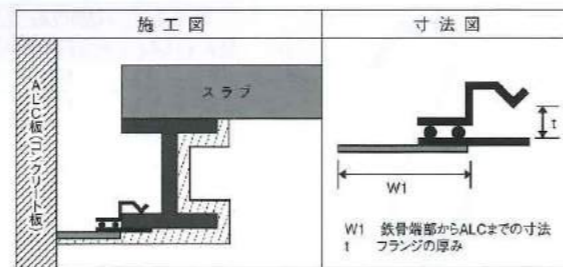 施工図
寸法図
ALC板(コンクリート板)
スラブ
t
W1
W1 鉄骨端部からALCまでの寸法
t フランジの厚み